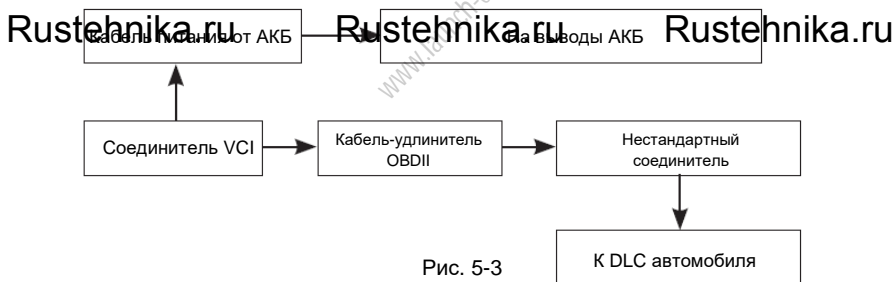 Rustehnika.ru Rustehnika.ru Rustehnika.ru
Кабель питания от АКБ
На выводы АКБ
Соединитель VCI
Кабель-удлинитель
OBDII
Нестандартный
соединитель
К DLC автомобиля
Рис. 5-3